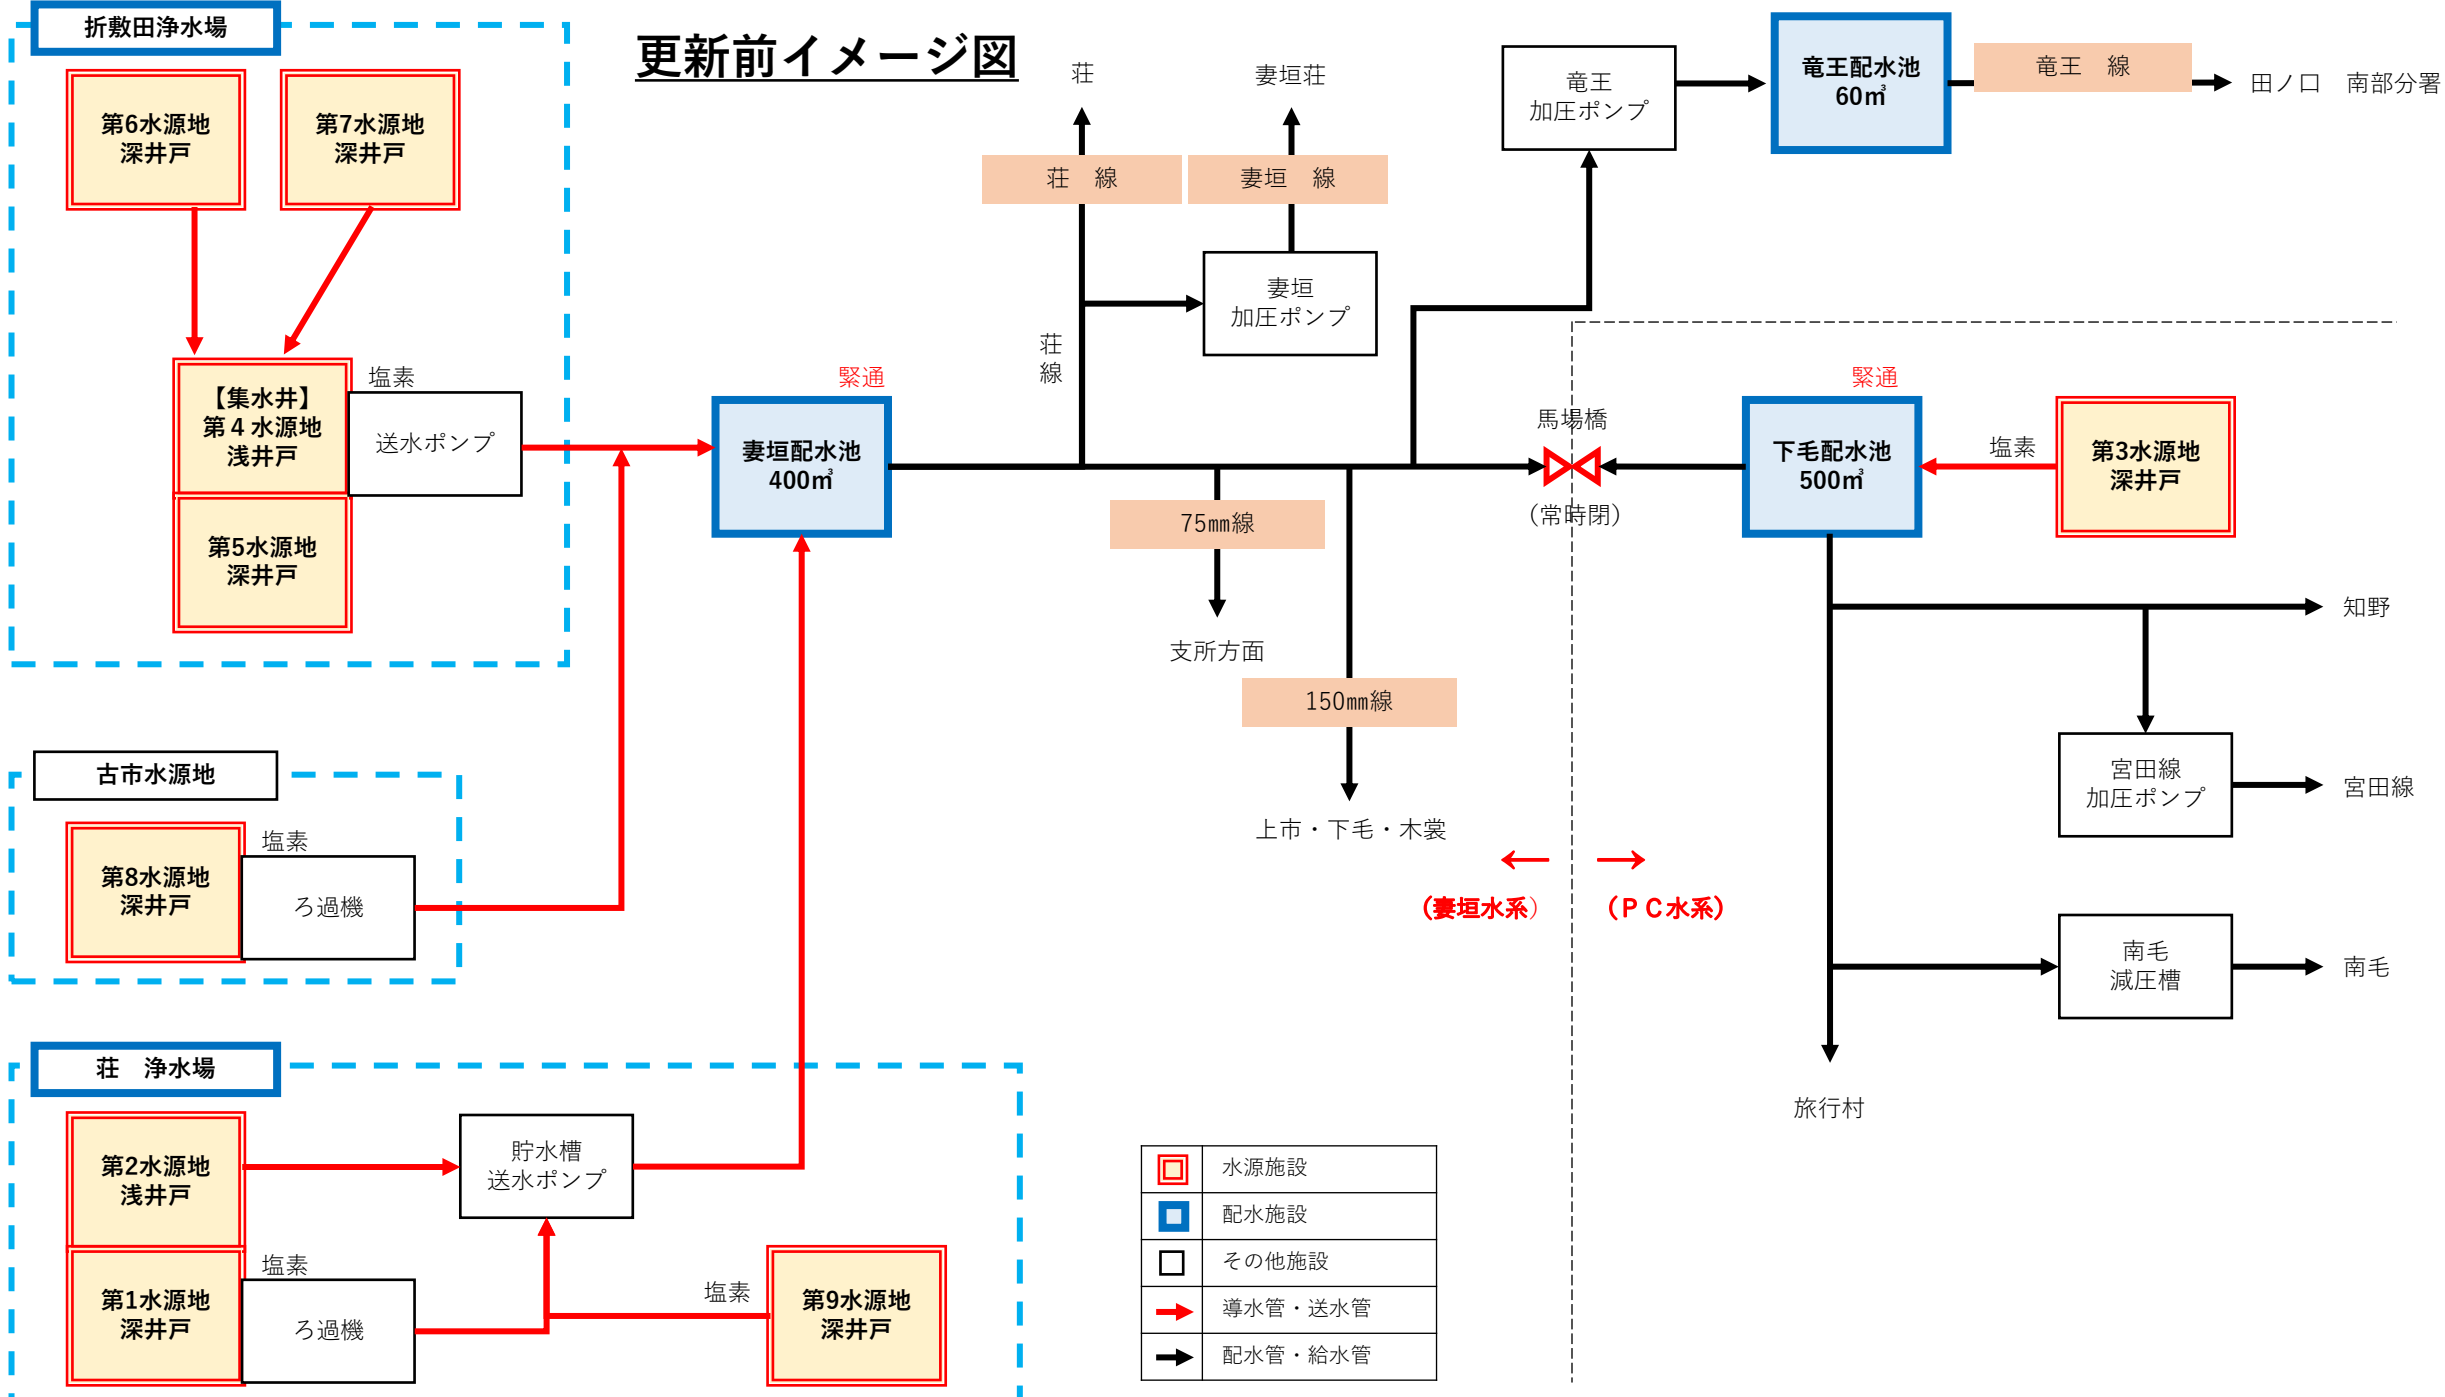 更新前イメージ図
折敷田浄水場
第6水源地
深井戸
第7水源地
深井戸
【集水井】
第４水源地
浅井戸
塩素
送水ポンプ
第5水源地
深井戸
古市水源地
第8水源地
深井戸
塩素
ろ過機
荘　浄水場
第2水源地
浅井戸
貯水槽
送水ポンプ
第1水源地
深井戸
塩素
ろ過機
塩素
第9水源地
深井戸
緊通
妻垣配水池
400㎥
荘
荘　線
荘
線
妻垣荘
妻垣　線
妻垣
加圧ポンプ
75㎜線
支所方面
150㎜線
上市・下毛・木裳
竜王
加圧ポンプ
竜王配水池
60㎥
竜王　線
田ノ口　南部分署
馬場橋
（常時閉）
緊通
下毛配水池
500㎥
塩素
第3水源地
深井戸
知野
宮田線
加圧ポンプ
宮田線
南毛
減圧槽
南毛
旅行村
（妻垣水系）
（ＰＣ水系）
水源施設
配水施設
その他施設
導水管・送水管
配水管・給水管